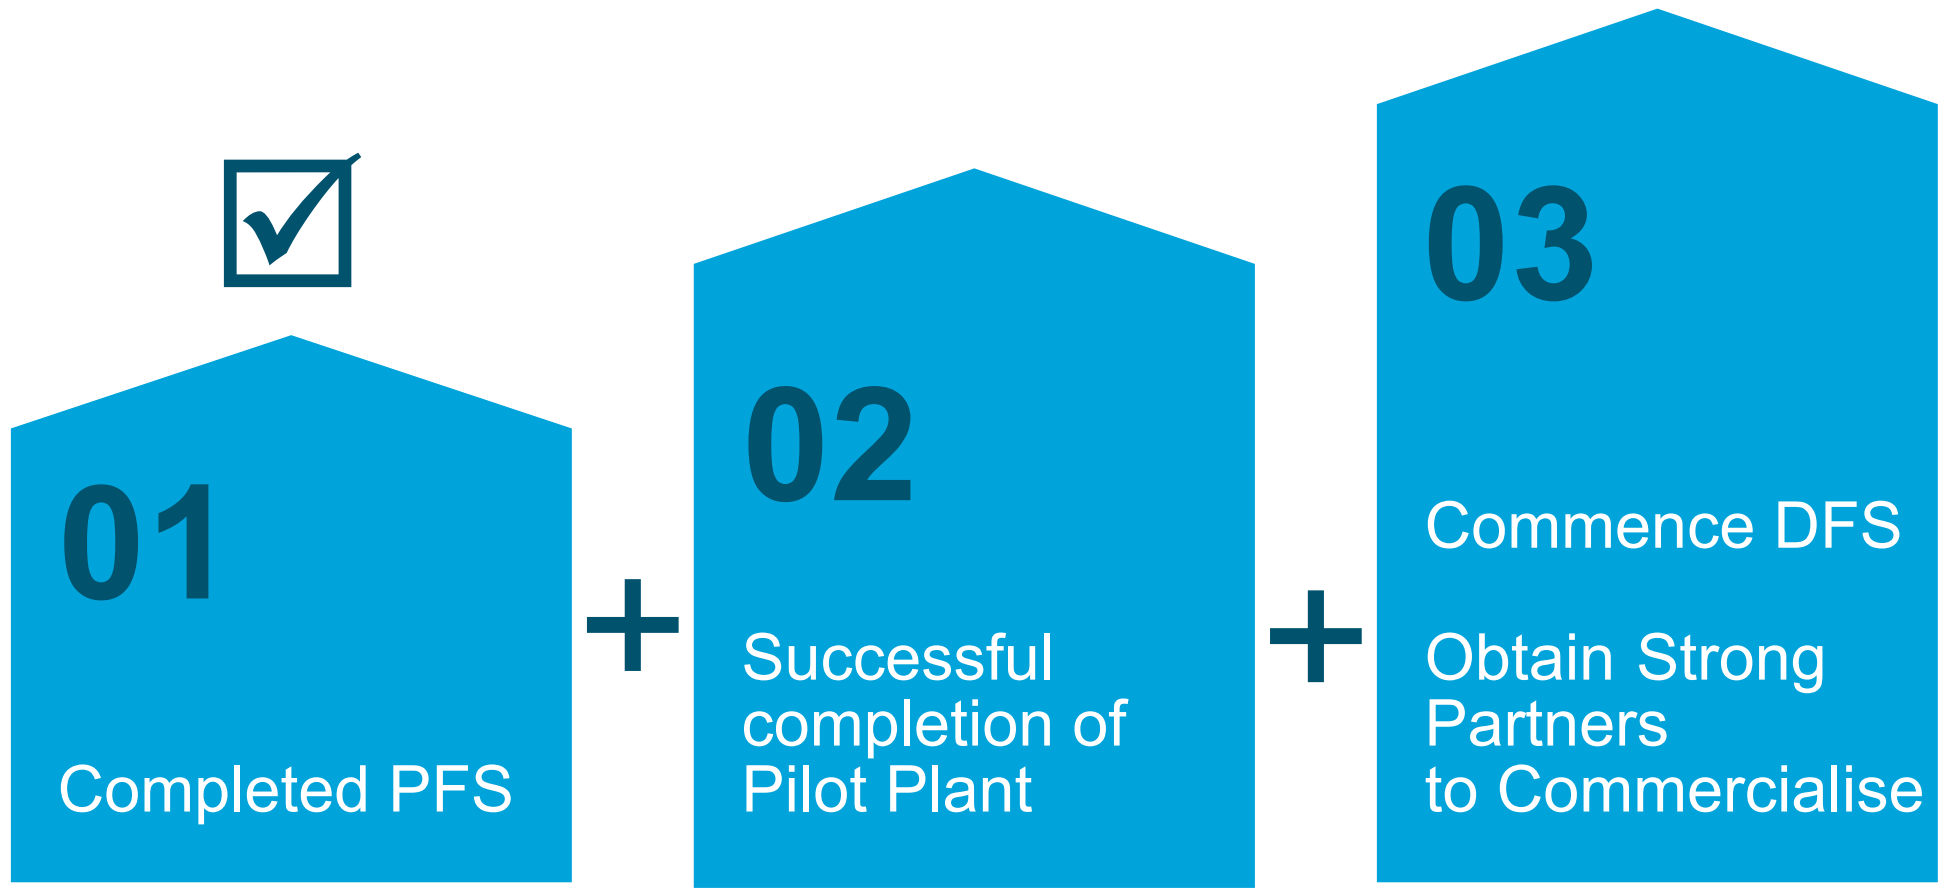 01
Completed PFS
+
02
Successful
completion of
Pilot Plant
+
03
Commence DFS
Obtain Strong
Partners
to Commercialise